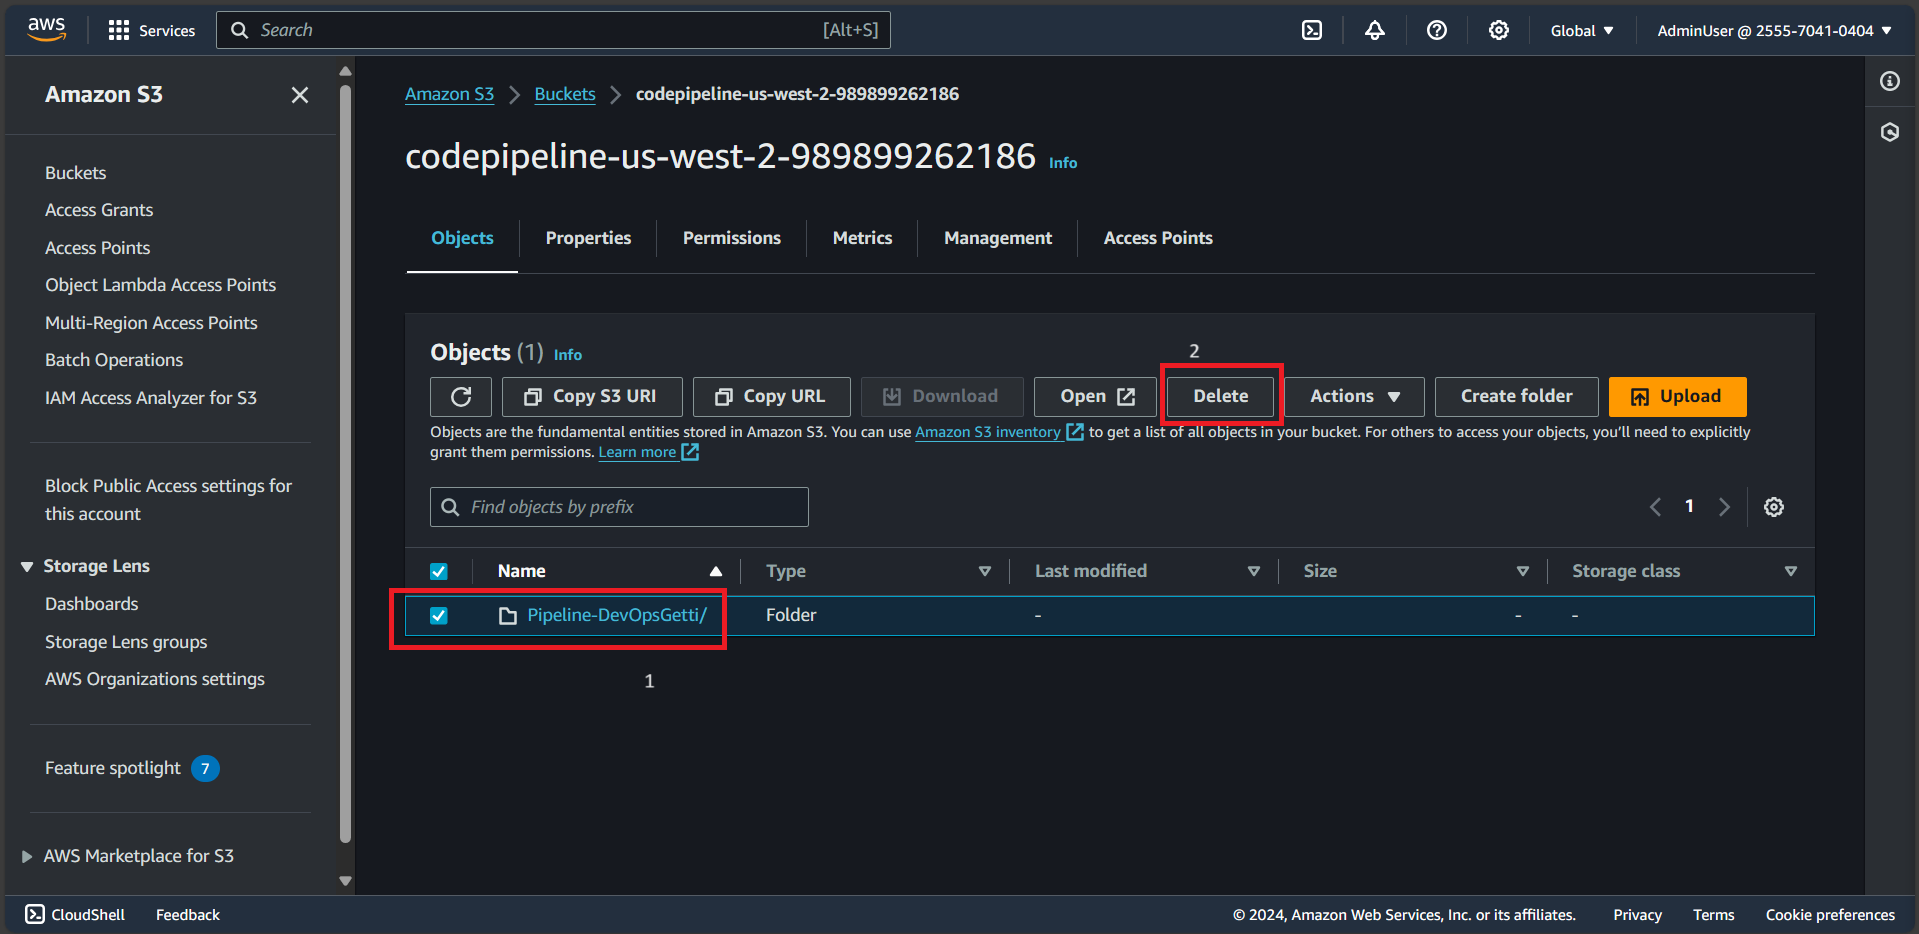 aws
Services
Search
[Alt+S]
Global
AdminUser @ 2555-7041-0404
Amazon S3
Buckets
Access Grants
Access Points
Object Lambda Access Points
Multi-Region Access Points
Batch Operations
IAM Access Analyzer for S3
Block Public Access settings for
this account
Storage Lens
Dashboards
Storage Lens groups
AWS Organizations settings
Feature spotlight 7
AWS Marketplace for S3
Amazon S3 Buckets codepipeline-us-west-2-989899262186
codepipeline-us-west-2-989899262186 Info
Objects Properties Permissions Metrics Management Access Points
Objects (1) Info
2
Copy S3 URI Copy URL Download Open Delete Actions Create folder Upload
Objects are the fundamental entities stored in Amazon S3. You can use Amazon S3 inventory to get a list of all objects in your bucket. For others to access your objects, you’ll need to explicitly
grant them permissions. Learn more
Find objects by prefix
1
Name Type Last modified Size Storage class
Pipeline-DevOpsGetti/ Folder - - -
1
CloudShell Feedback © 2024, Amazon Web Services, Inc. or its affiliates. Privacy Terms Cookie preferences